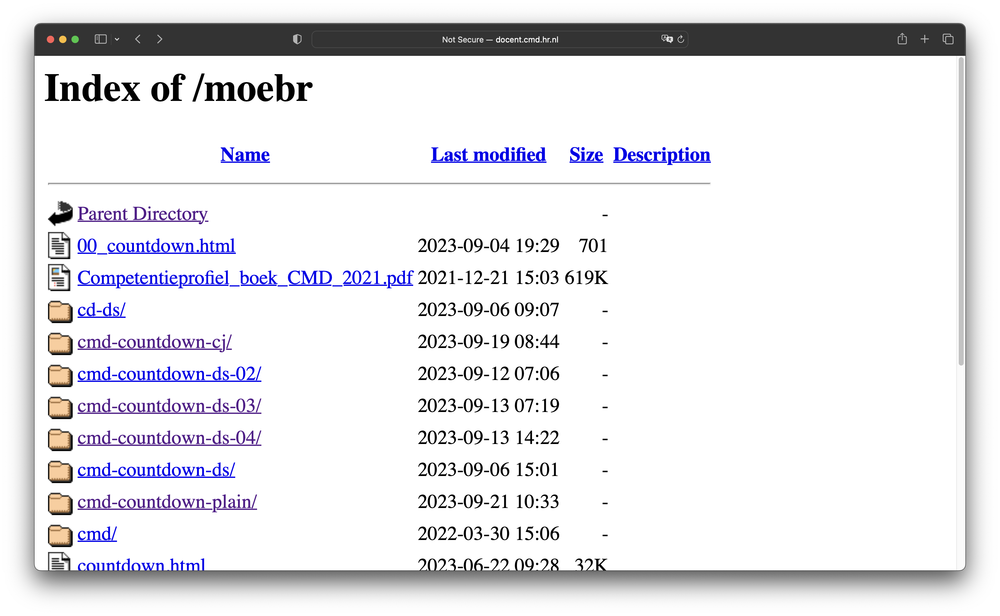 Not Secure — docent.cmd.hr.nl
Index of /moebr
Name Last modified Size Description
Parent Directory -
00_countdown.html 2023-09-04 19:29 701
Competentieprofiel_boek_CMD_2021.pdf 2021-12-21 15:03 619K
cd-ds/ 2023-09-06 09:07 -
cmd-countdown-cj/ 2023-09-19 08:44 -
cmd-countdown-ds-02/ 2023-09-12 07:06 -
cmd-countdown-ds-03/ 2023-09-13 07:19 -
cmd-countdown-ds-04/ 2023-09-13 14:22 -
cmd-countdown-ds/ 2023-09-06 15:01 -
cmd-countdown-plain/ 2023-09-21 10:33 -
cmd/ 2022-03-30 15:06 -
countdown.html 2023-06-22 09:28 32K